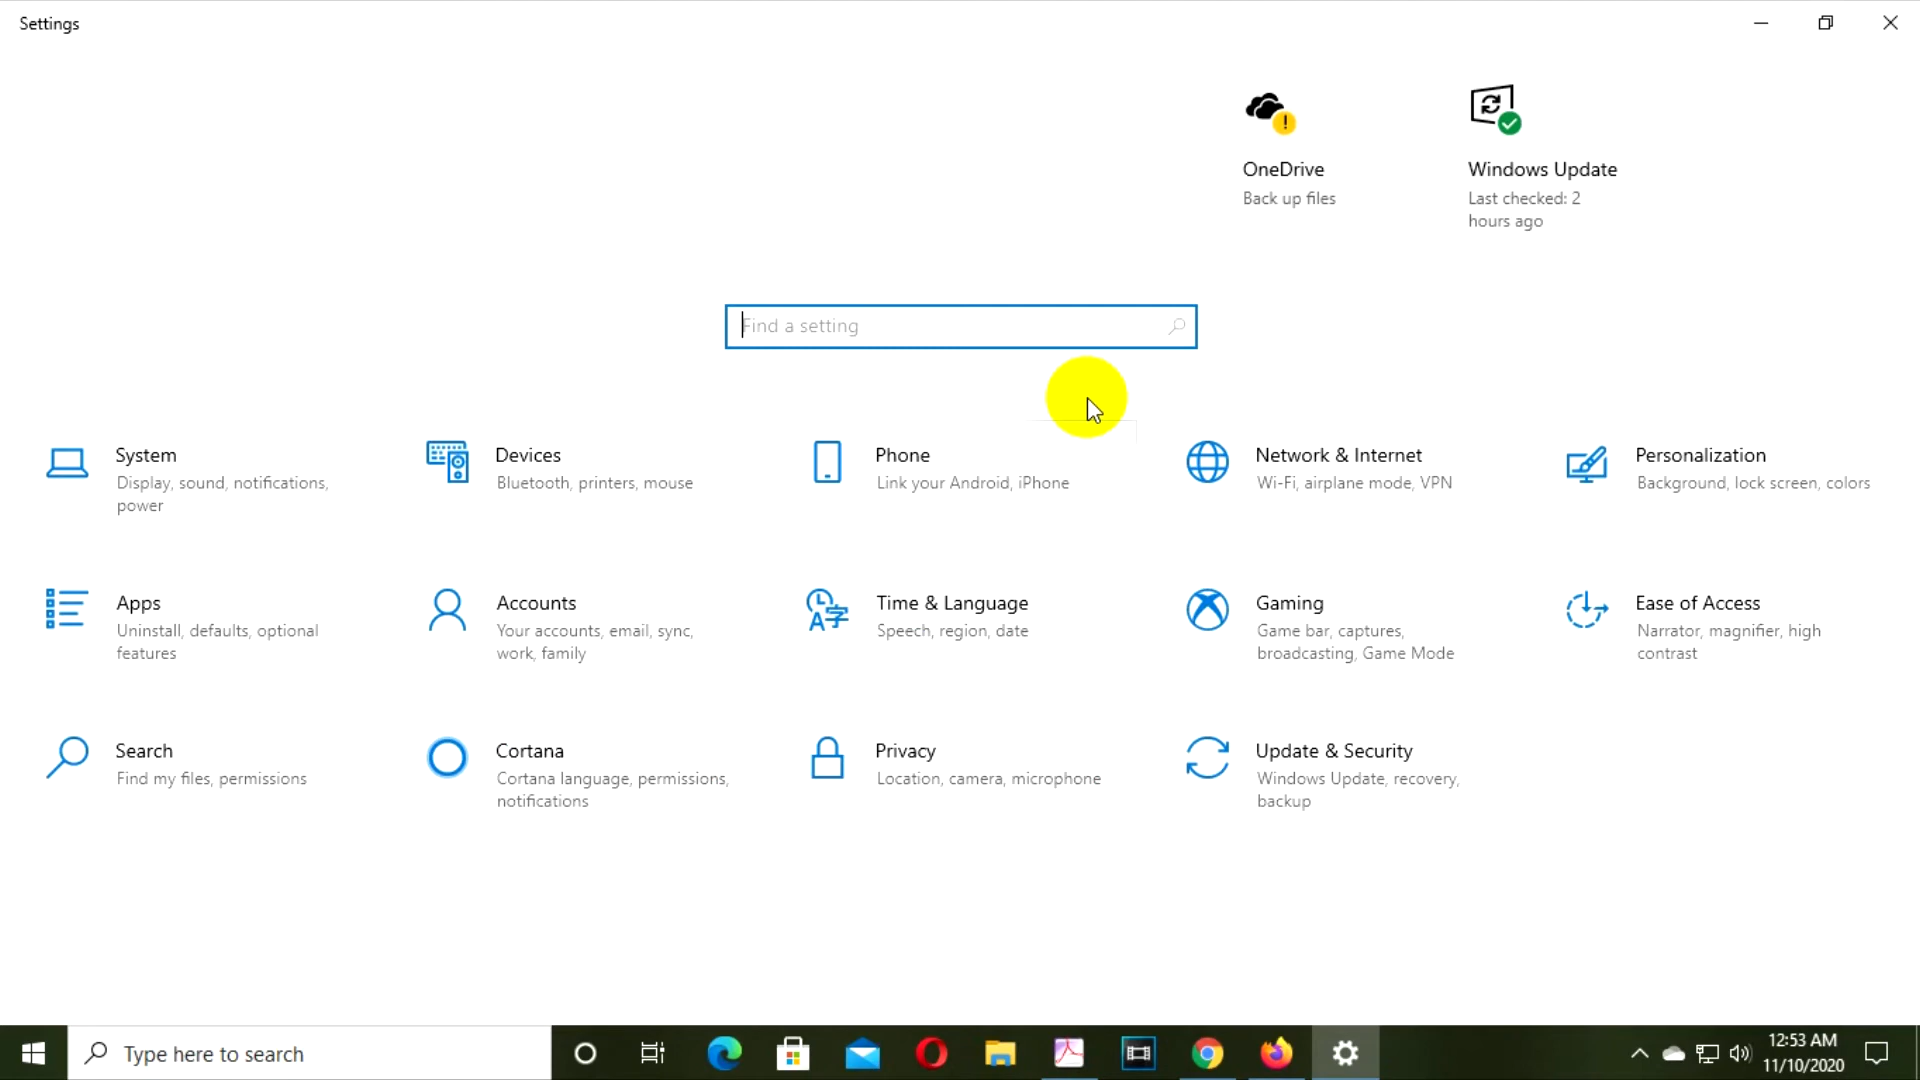 Settings
OneDrive
Back up files
Windows Update
Last checked: 2
hours ago
Find a setting
System
Display, sound, notifications,
power
Devices
Bluetooth, printers, mouse
Phone
Link your Android, iPhone
Network & Internet
Wi-Fi, airplane mode, VPN
Personalization
Background, lock screen, colors
Apps
Uninstall, defaults, optional
features
Accounts
Your accounts, email, sync,
work, family
Time & Language
Speech, region, date
Gaming
Game bar, captures,
broadcasting, Game Mode
Ease of Access
Narrator, magnifier, high
contrast
Search
Find my files, permissions
Cortana
Cortana language, permissions,
notifications
Privacy
Location, camera, microphone
Update & Security
Windows Update, recovery,
backup
Type here to search
12:53 AM
11/10/2020